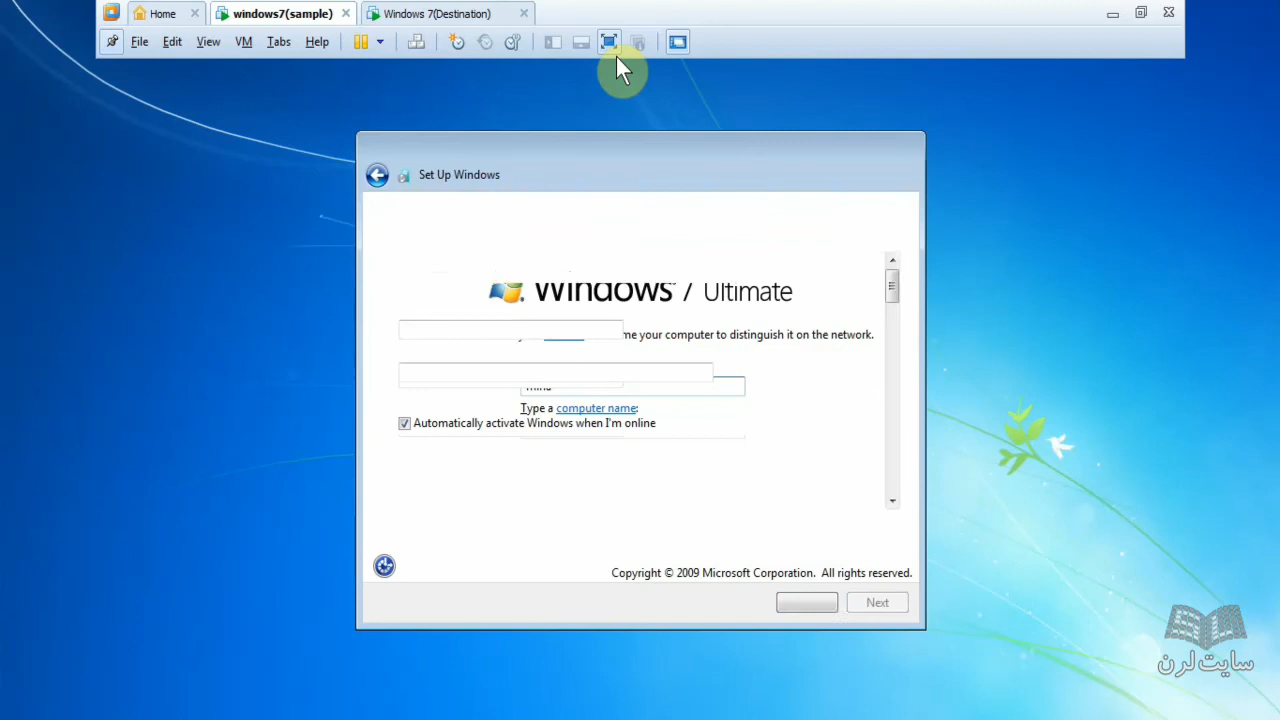 Home
windows7(sample)
Windows 7(Destination)
File Edit View VM Tabs Help
Set Up Windows
Windows 7 Ultimate
me your computer to distinguish it on the network.
Type a computer name:
Automatically activate Windows when I'm online
Copyright © 2009 Microsoft Corporation. All rights reserved.
Next
سایت لرن